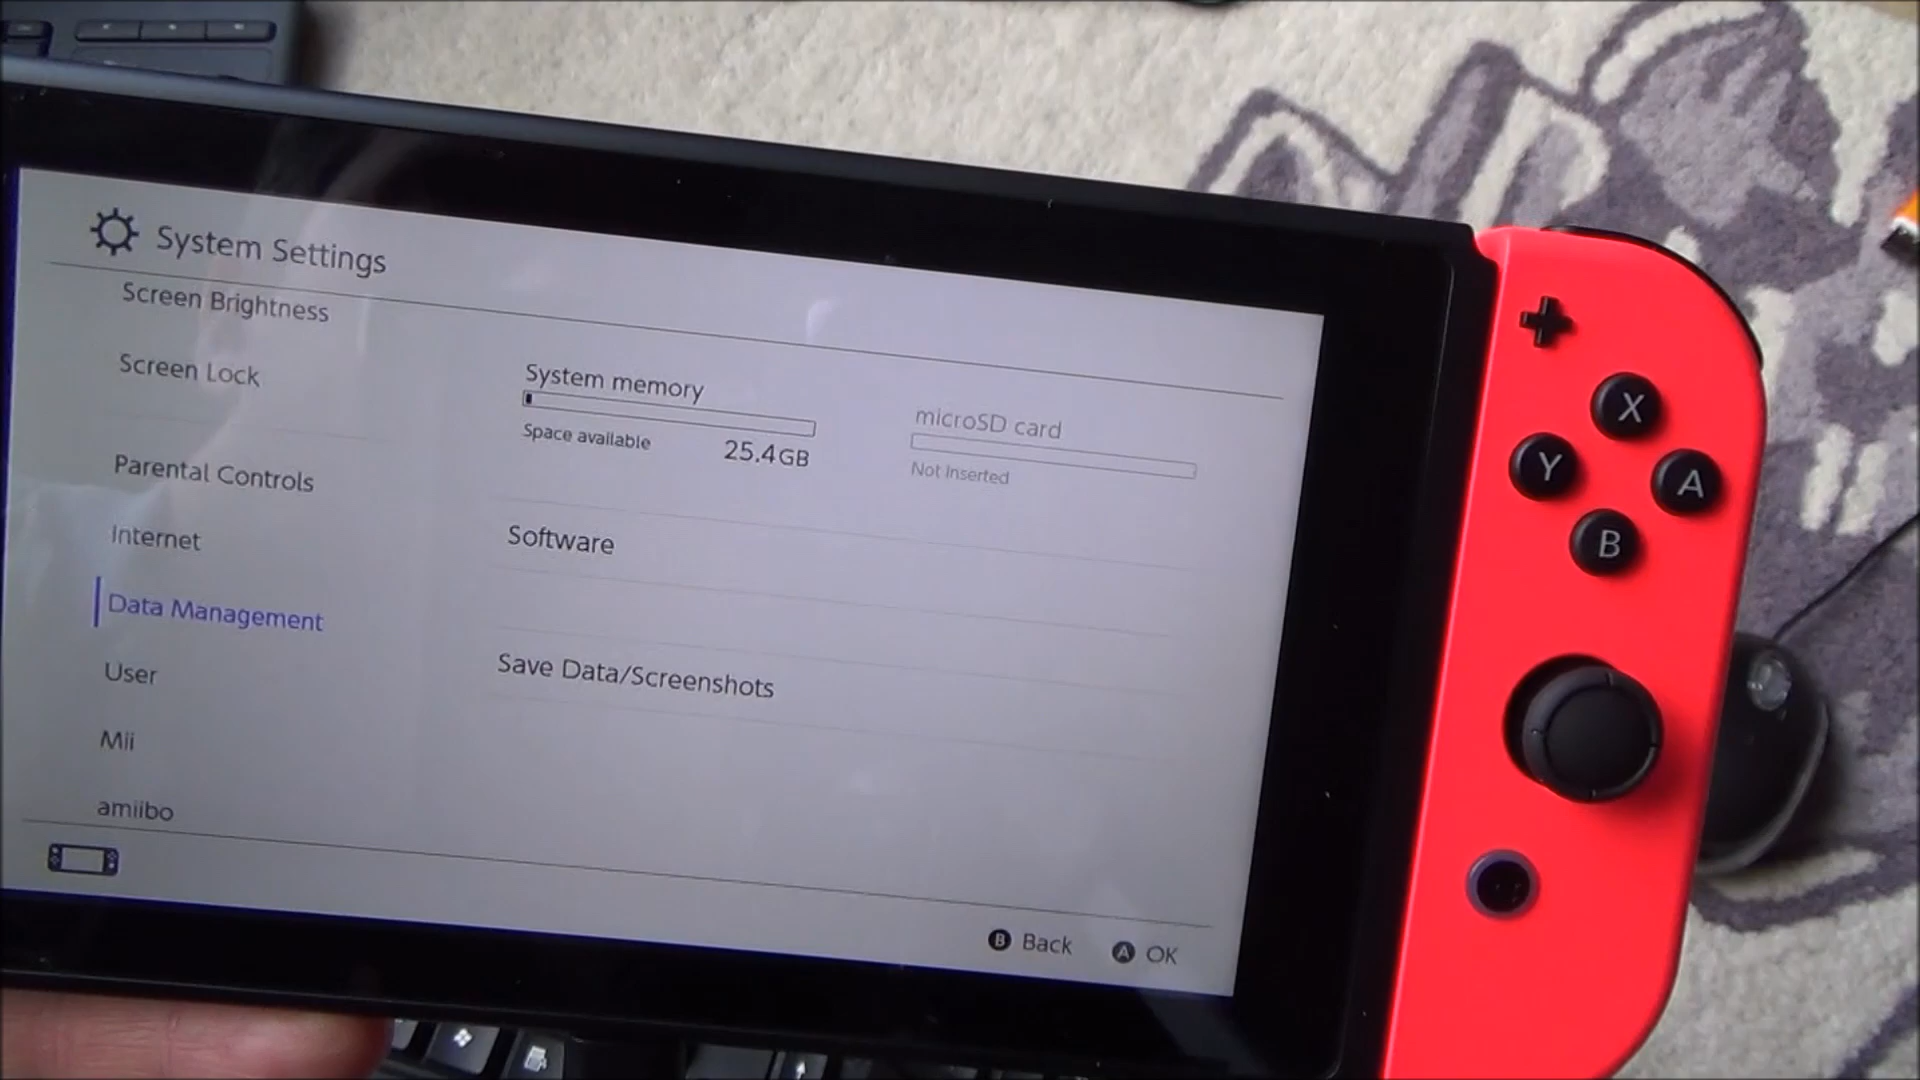 System Settings
Screen Brightness
Screen Lock
Parental Controls
Internet
Data Management
User
Mii
amiibo
System memory
Space available 25.4GB
microSD card
Not Inserted
Software
Save Data/Screenshots
B Back A OK
X
Y
A
B